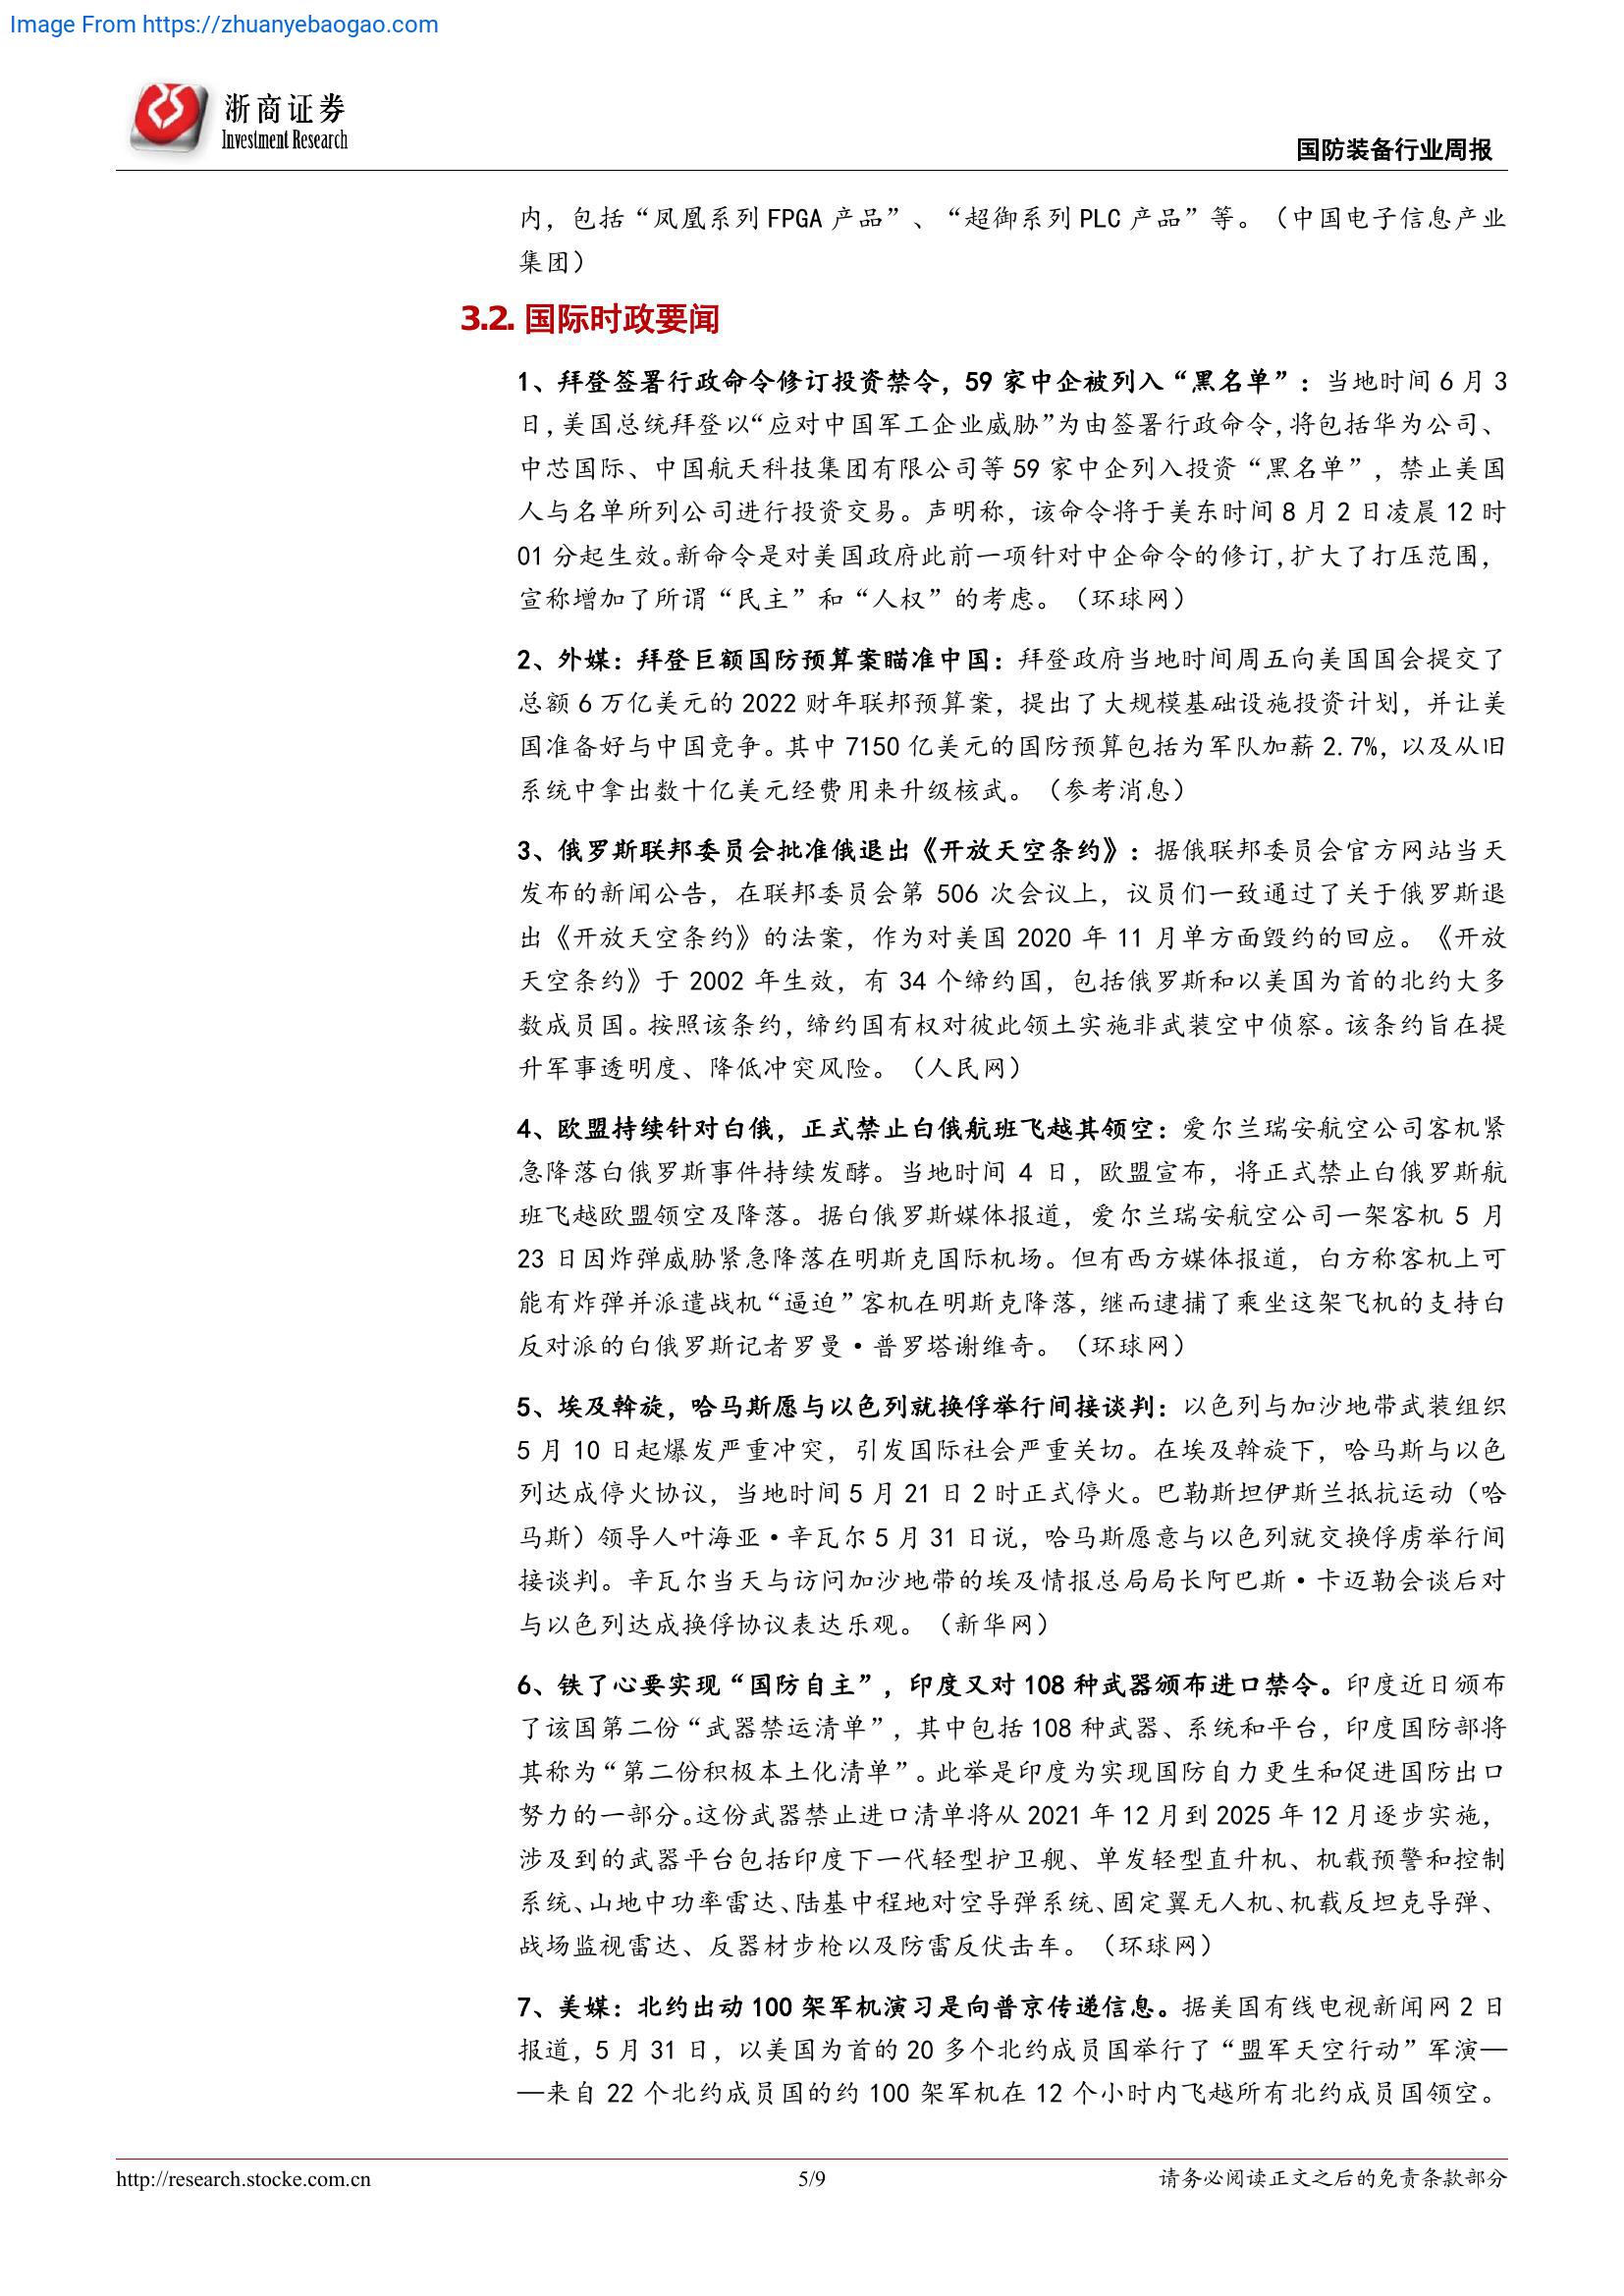 Image From https://zhuanyebaogao.com
浙商证券
Investment Research
国防装备行业周报
内，包括“凤凰系列 FPGA 产品”、“超御系列 PLC 产品”等。（中国电子信息产业
集团）
3.2. 国际时政要闻
1、拜登签署行政命令修订投资禁令，59 家中企被列入“黑名单”：当地时间 6 月 3
日，美国总统拜登以“应对中国军工企业威胁”为由签署行政命令，将包括华为公司、
中芯国际、中国航天科技集团有限公司等 59 家中企列入投资“黑名单”，禁止美国
人与名单所列公司进行投资交易。声明称，该命令将于美东时间 8 月 2 日凌晨 12 时
01 分起生效。新命令是对美国政府此前一项针对中企命令的修订，扩大了打压范围，
宣称增加了所谓“民主”和“人权”的考虑。（环球网）
2、外媒：拜登巨额国防预算案瞄准中国：拜登政府当地时间周五向美国国会提交了
总额 6 万亿美元的 2022 财年联邦预算案，提出了大规模基础设施投资计划，并让美
国准备好与中国竞争。其中 7150 亿美元的国防预算包括为军队加薪 2.7%，以及从旧
系统中拿出数十亿美元经费用来升级核武。（参考消息）
3、俄罗斯联邦委员会批准俄退出《开放天空条约》：据俄联邦委员会官方网站当天
发布的新闻公告，在联邦委员会第 506 次会议上，议员们一致通过了关于俄罗斯退
出《开放天空条约》的法案，作为对美国 2020 年 11 月单方面毁约的回应。《开放
天空条约》于 2002 年生效，有 34 个缔约国，包括俄罗斯和以美国为首的北约大多
数成员国。按照该条约，缔约国有权对彼此领土实施非武装空中侦察。该条约旨在提
升军事透明度、降低冲突风险。（人民网）
4、欧盟持续针对白俄，正式禁止白俄航班飞越其领空：爱尔兰瑞安航空公司客机紧
急降落白俄罗斯事件持续发酵。当地时间 4 日，欧盟宣布，将正式禁止白俄罗斯航
班飞越欧盟领空及降落。据白俄罗斯媒体报道，爱尔兰瑞安航空公司一架客机 5 月
23 日因炸弹威胁紧急降落在明斯克国际机场。但有西方媒体报道，白方称客机上可
能有炸弹并派遣战机“逼迫”客机在明斯克降落，继而逮捕了乘坐这架飞机的支持白
反对派的白俄罗斯记者罗曼·普罗塔谢维奇。（环球网）
5、埃及斡旋，哈马斯愿与以色列就换俘举行间接谈判：以色列与加沙地带武装组织
5 月 10 日起爆发严重冲突，引发国际社会严重关切。在埃及斡旋下，哈马斯与以色
列达成停火协议，当地时间 5 月 21 日 2 时正式停火。巴勒斯坦伊斯兰抵抗运动（哈
马斯）领导人叶海亚·辛瓦尔 5 月 31 日说，哈马斯愿意与以色列就交换俘虏举行间
接谈判。辛瓦尔当天与访问加沙地带的埃及情报总局局长阿巴斯·卡迈勒会谈后对
与以色列达成换俘协议表达乐观。（新华网）
6、铁了心要实现“国防自主”，印度又对 108 种武器颁布进口禁令。印度近日颁布
了该国第二份“武器禁运清单”，其中包括 108 种武器、系统和平台，印度国防部将
其称为“第二份积极本土化清单”。此举是印度为实现国防自力更生和促进国防出口
努力的一部分。这份武器禁止进口清单将从 2021 年 12 月到 2025 年 12 月逐步实施，
涉及到的武器平台包括印度下一代轻型护卫舰、单发轻型直升机、机载预警和控制
系统、山地中功率雷达、陆基中程地对空导弹系统、固定翼无人机、机载反坦克导弹、
战场监视雷达、反器材步枪以及防雷反伏击车。（环球网）
7、美媒：北约出动 100 架军机演习是向普京传递信息。据美国有线电视新闻网 2 日
报道，5 月 31 日，以美国为首的 20 多个北约成员国举行了“盟军天空行动”军演—
—来自 22 个北约成员国的约 100 架军机在 12 个小时内飞越所有北约成员国领空。
http://research.stocke.com.cn
5/9
请务必阅读正文之后的免责条款部分